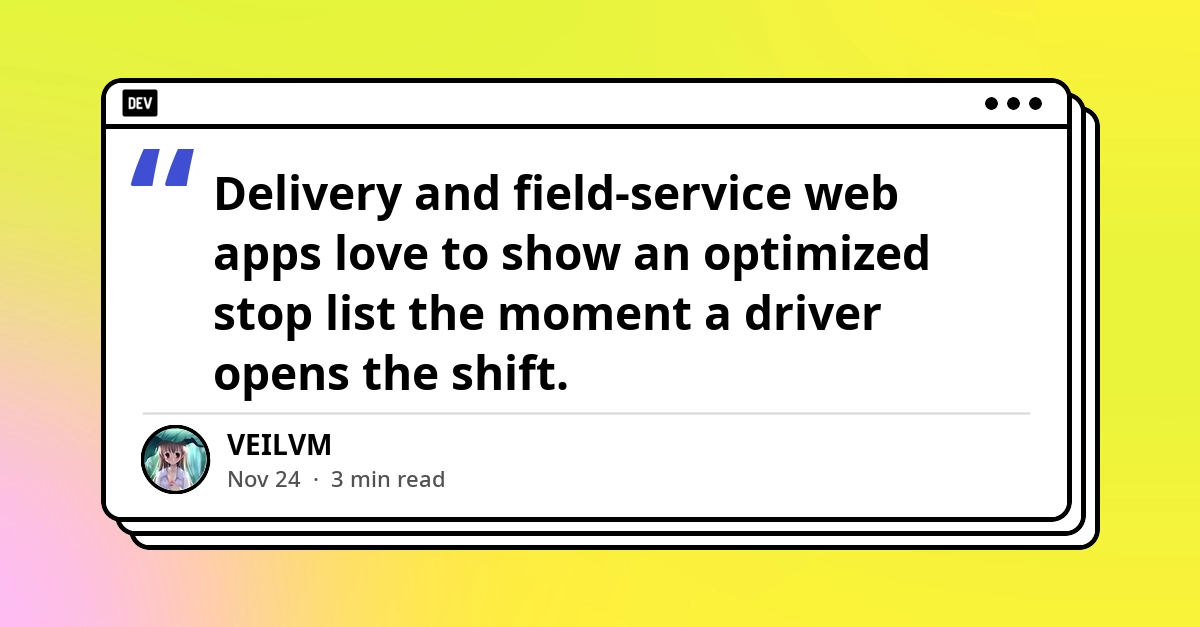 DEV
“
Delivery and field-service web
apps love to show an optimized
stop list the moment a driver
opens the shift.
VEILVM
Nov 24 · 3 min read